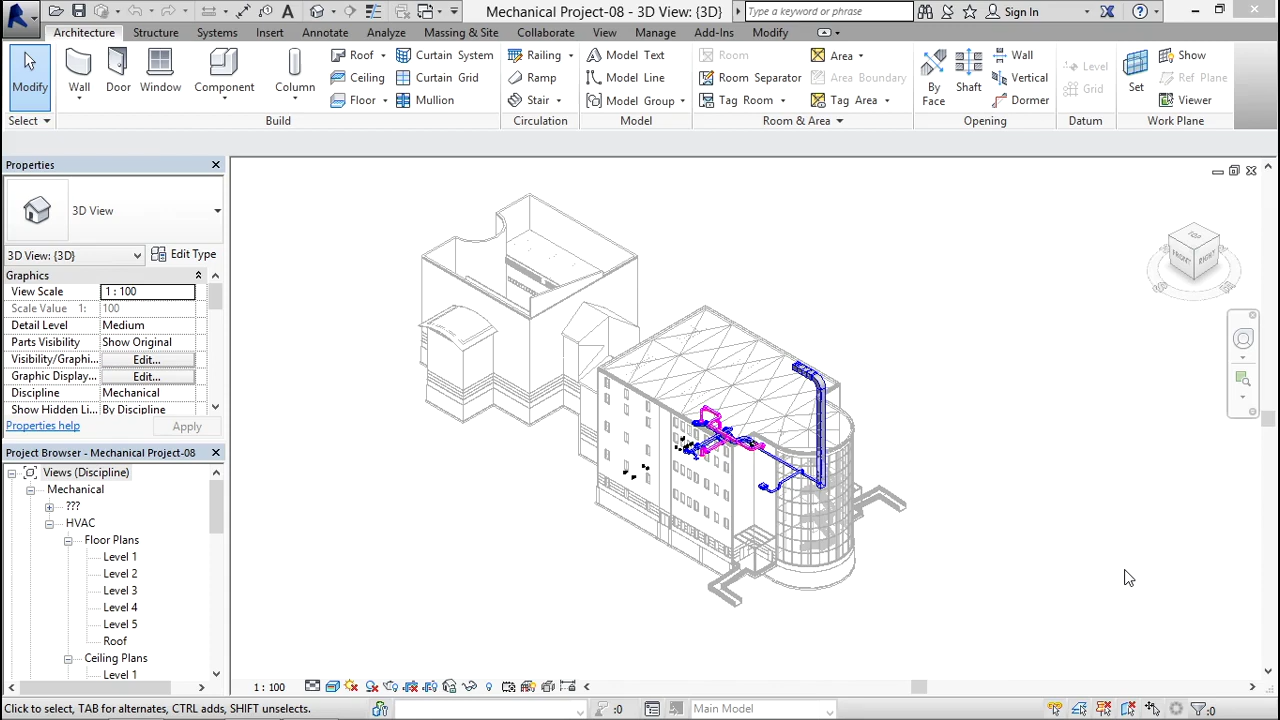 Mechanical Project-08 - 3D View: {3D}
Type a keyword or phrase
Sign In
Architecture Structure Systems Insert Annotate Analyze Massing & Site Collaborate View Manage Add-Ins Modify
Modify
Wall
Door
Window
Component
Column
Roof
Ceiling
Floor
Curtain System
Curtain Grid
Mullion
Railing
Ramp
Stair
Model Text
Model Line
Model Group
Room
Room Separator
Tag Room
Area
Area Boundary
Tag Area
By Face
Shaft
Wall
Vertical
Dormer
Level
Grid
Set
Show
Ref Plane
Viewer
Select
Build
Circulation
Model
Room & Area
Opening
Datum
Work Plane
Properties
3D View
3D View: {3D}
Edit Type
Graphics
View Scale 1 : 100
Scale Value 1: 100
Detail Level Medium
Parts Visibility Show Original
Visibility/Graphi... Edit...
Graphic Display... Edit...
Discipline Mechanical
Show Hidden Li... By Discipline
Properties help
Apply
Project Browser - Mechanical Project-08
Views (Discipline)
Mechanical
???
HVAC
Floor Plans
Level 1
Level 2
Level 3
Level 4
Level 5
Roof
Ceiling Plans
Level 1
TOP
FRONT
RIGHT
1 : 100
Click to select, TAB for alternates, CTRL adds, SHIFT unselects.
:0
Main Model
:0